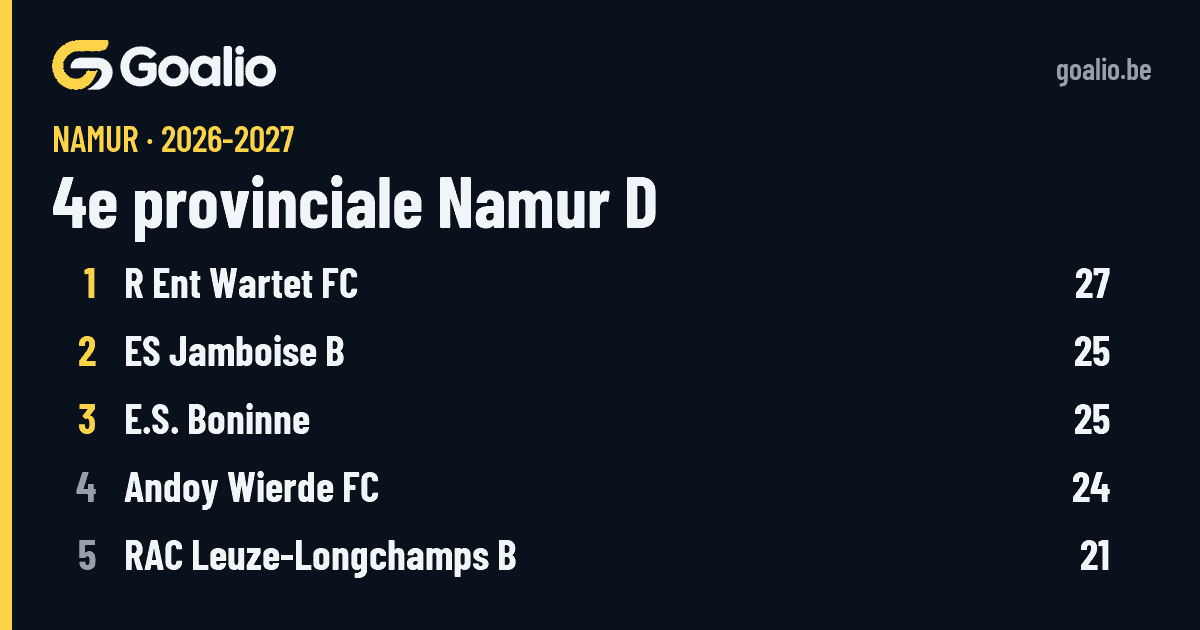 Goalio
goalio.be
NAMUR · 2026-2027
4e provinciale Namur D
1 R Ent Wartet FC 27
2 ES Jamboise B 25
3 E.S. Boninne 25
4 Andoy Wierde FC 24
5 RAC Leuze-Longchamps B 21